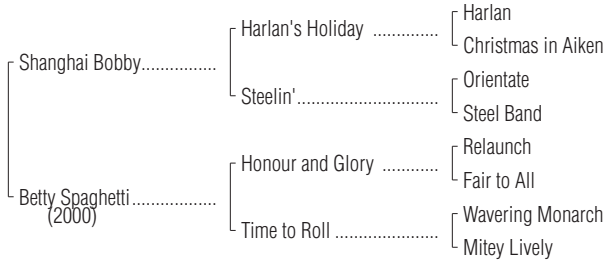 Harlan
Harlan's Holiday ..............
Christmas in Aiken
Shanghai Bobby................
Orientate
Steelin'..............................
Steel Band
Relaunch
Honour and Glory ............
Fair to All
Betty Spaghetti..................
(2000)
Wavering Monarch
Time to Roll ......................
Mitey Lively